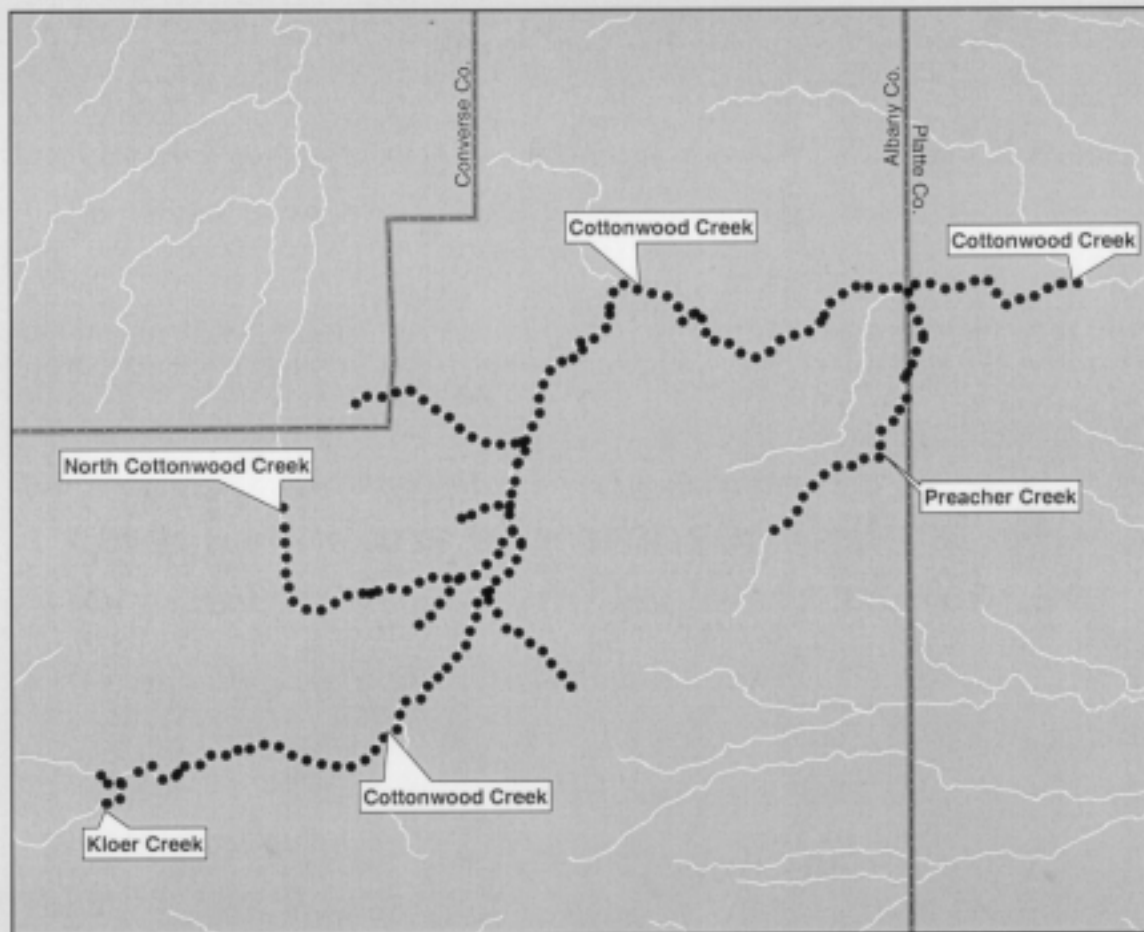 Converse Co.
Albany Co.
Platte Co.
Cottonwood Creek
Cottonwood Creek
North Cottonwood Creek
Preacher Creek
Cottonwood Creek
Kloer Creek